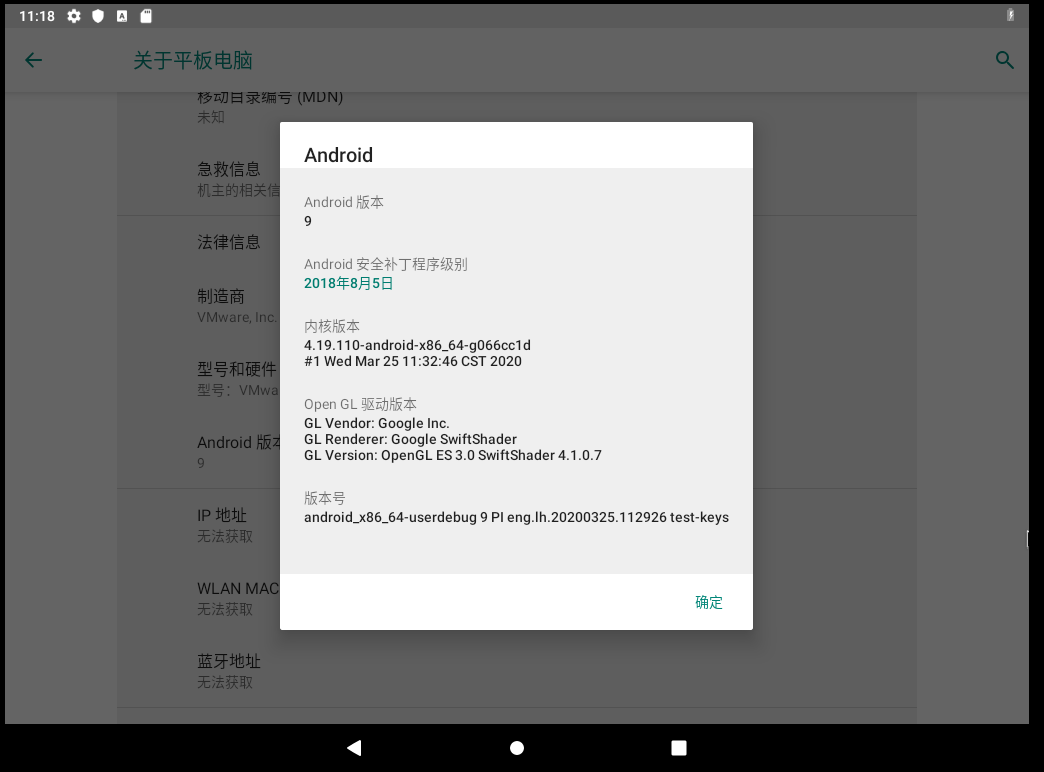 11:18
关于平板电脑
移动目录编号 (MDN)
未知
急救信息
机主的相关信
法律信息
制造商
VMware, Inc.
型号和硬件
型号：VMwa
Android 版本
9
IP 地址
无法获取
WLAN MAC
无法获取
蓝牙地址
无法获取
Android
Android 版本
9
Android 安全补丁程序级别
2018年8月5日
内核版本
4.19.110-android-x86_64-g066cc1d
#1 Wed Mar 25 11:32:46 CST 2020
Open GL 驱动版本
GL Vendor: Google Inc.
GL Renderer: Google SwiftShader
GL Version: OpenGL ES 3.0 SwiftShader 4.1.0.7
版本号
android_x86_64-userdebug 9 PI eng.lh.20200325.112926 test-keys
确定